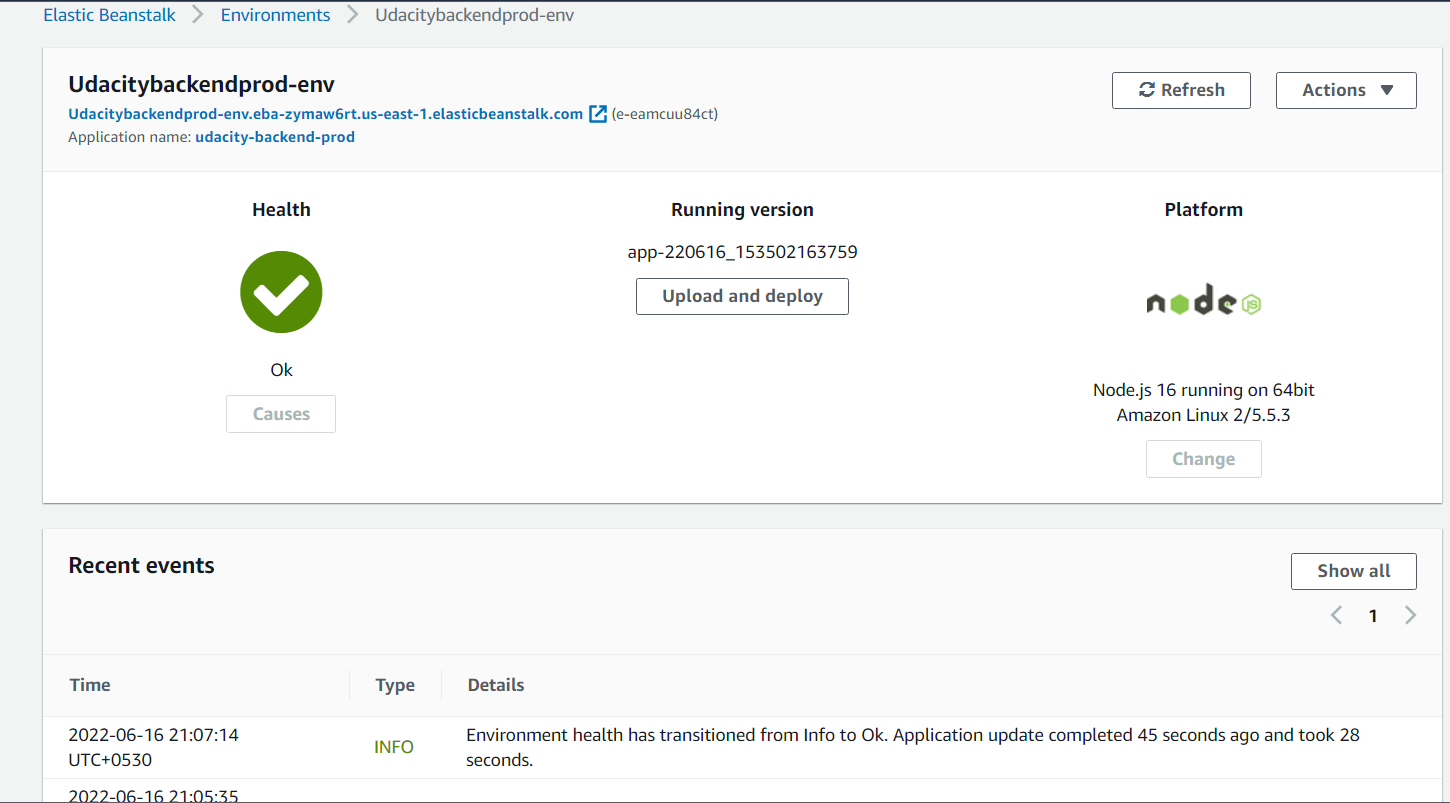 Elastic Beanstalk > Environments > Udacitybackendprod-env
Udacitybackendprod-env
Refresh
Actions ▼
Udacitybackendprod-env.eba-zymaw6rt.us-east-1.elasticbeanstalk.com (e-eamcuu84ct)
Application name: udacity-backend-prod
Health
Ok
Causes
Running version
app-220616_153502163759
Upload and deploy
Platform
node JS
Node.js 16 running on 64bit
Amazon Linux 2/5.5.3
Change
Recent events
Show all
< 1 >
Time Type Details
2022-06-16 21:07:14
UTC+0530
INFO
Environment health has transitioned from Info to Ok. Application update completed 45 seconds ago and took 28
seconds.
2022-06-16 21:05:35